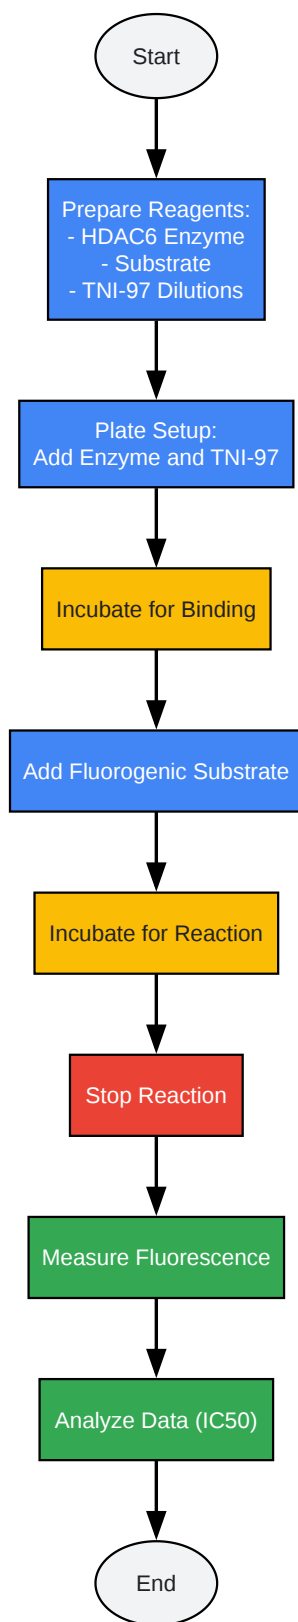 Start
Prepare Reagents:
- HDAC6 Enzyme
- Substrate
- TNI-97 Dilutions
Plate Setup:
Add Enzyme and TNI-97
Incubate for Binding
Add Fluorogenic Substrate
Incubate for Reaction
Stop Reaction
Measure Fluorescence
Analyze Data (IC50)
End